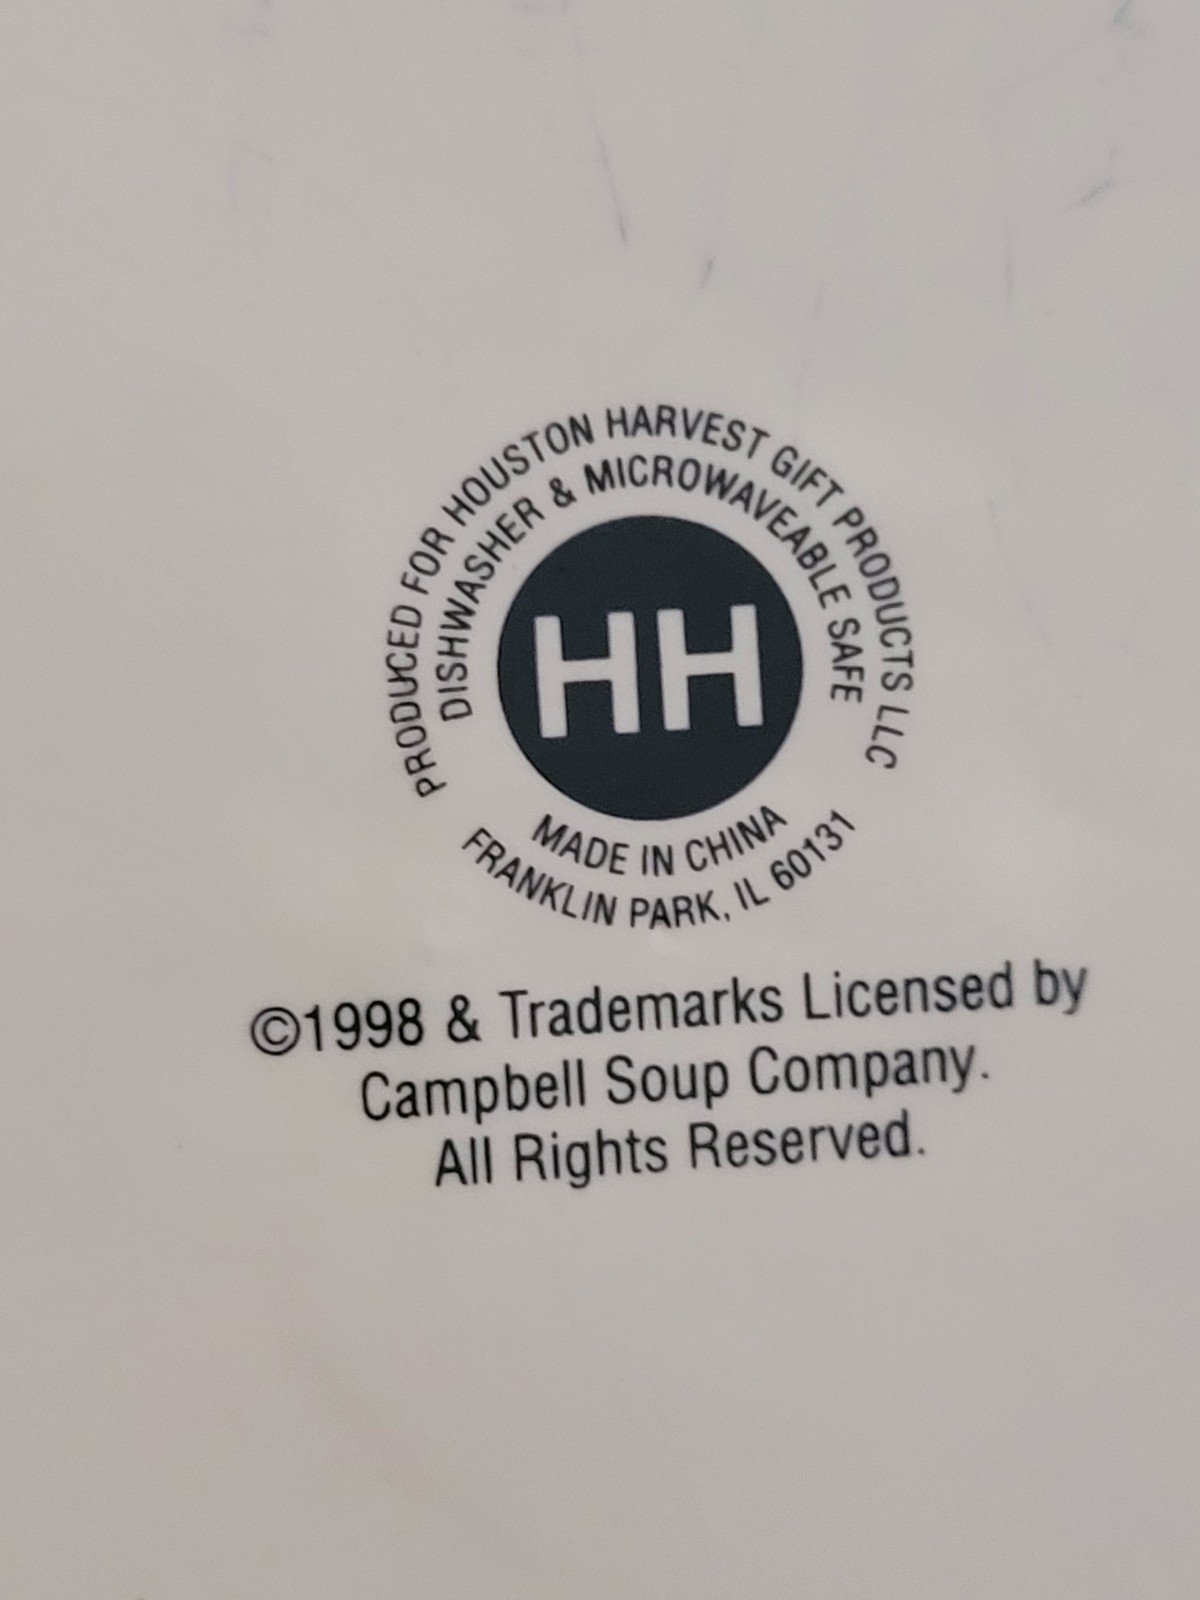 PRODUCED FOR HOUSTON HARVEST GIFT PRODUCTS LLC
DISHWASHER & MICROWAVEABLE SAFE
HH
MADE IN CHINA
FRANKLIN PARK, IL 60131
©1998 & Trademarks Licensed by
Campbell Soup Company.
All Rights Reserved.